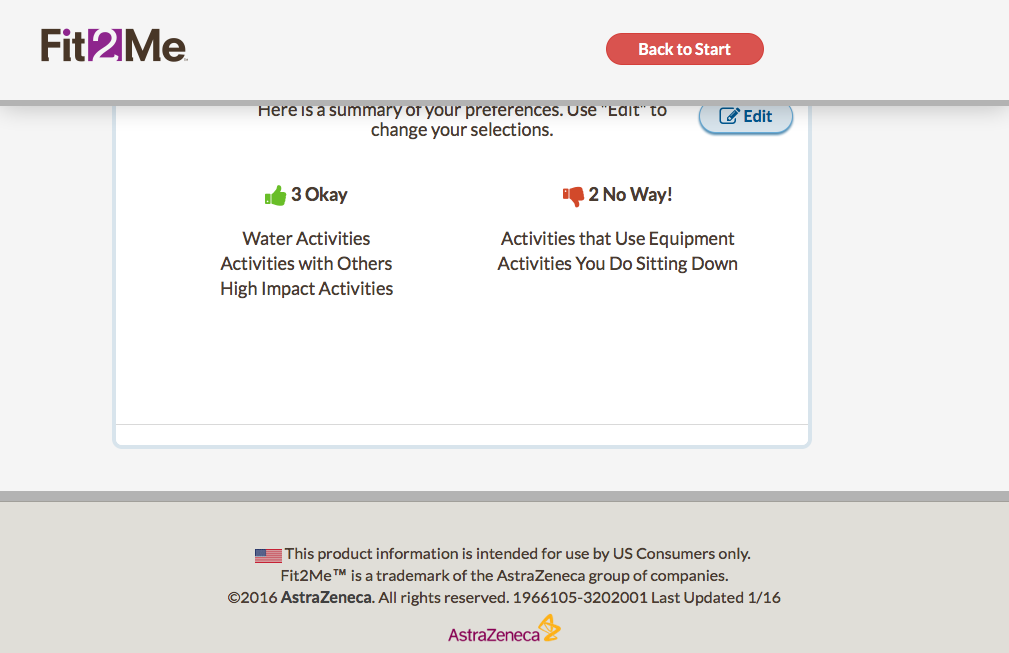 Fit2Me™
Back to Start
Here is a summary of your preferences. Use "Edit" to
change your selections.
Edit
3 Okay
2 No Way!
Water Activities
Activities with Others
High Impact Activities
Activities that Use Equipment
Activities You Do Sitting Down
This product information is intended for use by US Consumers only.
Fit2Me™ is a trademark of the AstraZeneca group of companies.
©2016 AstraZeneca. All rights reserved. 1966105-3202001 Last Updated 1/16
AstraZeneca